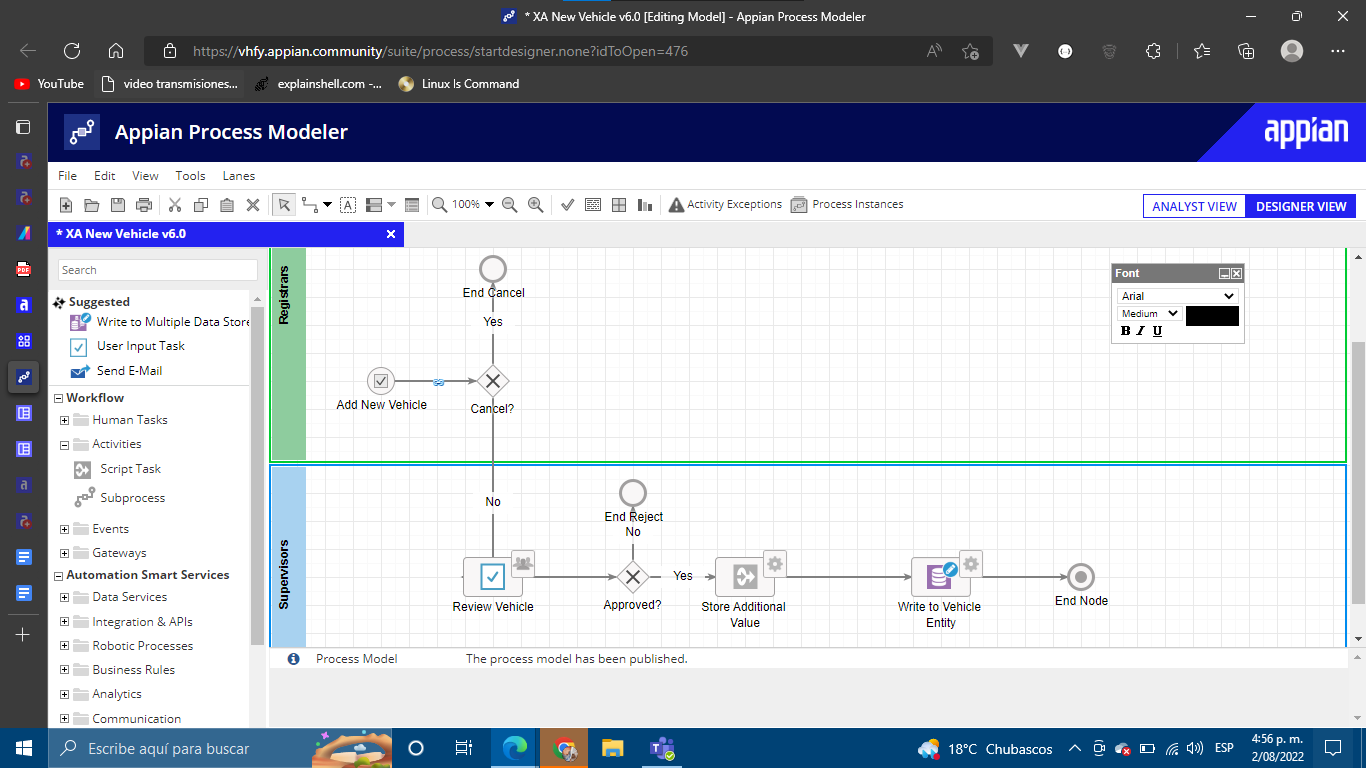 * XA New Vehicle v6.0 [Editing Model] - Appian Process Modeler
https://vhfy.appian.community/suite/process/startdesigner.none?idToOpen=476
YouTube
video transmisiones...
explainshell.com -...
Linux Is Command
Appian Process Modeler
appian
File Edit View Tools Lanes
100%
Activity Exceptions
Process Instances
ANALYST VIEW
DESIGNER VIEW
* XA New Vehicle v6.0
Search
Suggested
Write to Multiple Data Store
User Input Task
Send E-Mail
Workflow
Human Tasks
Activities
Script Task
Subprocess
Events
Gateways
Automation Smart Services
Data Services
Integration & APIs
Robotic Processes
Business Rules
Analytics
Communication
Registrars
End Cancel
Yes
Add New Vehicle
Cancel?
No
Font
Arial
Medium
B I U
Supervisors
End Reject
No
Yes
Review Vehicle
Approved?
Store Additional
Value
Write to Vehicle
Entity
End Node
Process Model
The process model has been published.
Escribe aquí para buscar
18°C Chubascos
ESP
4:56 p. m.
2/08/2022